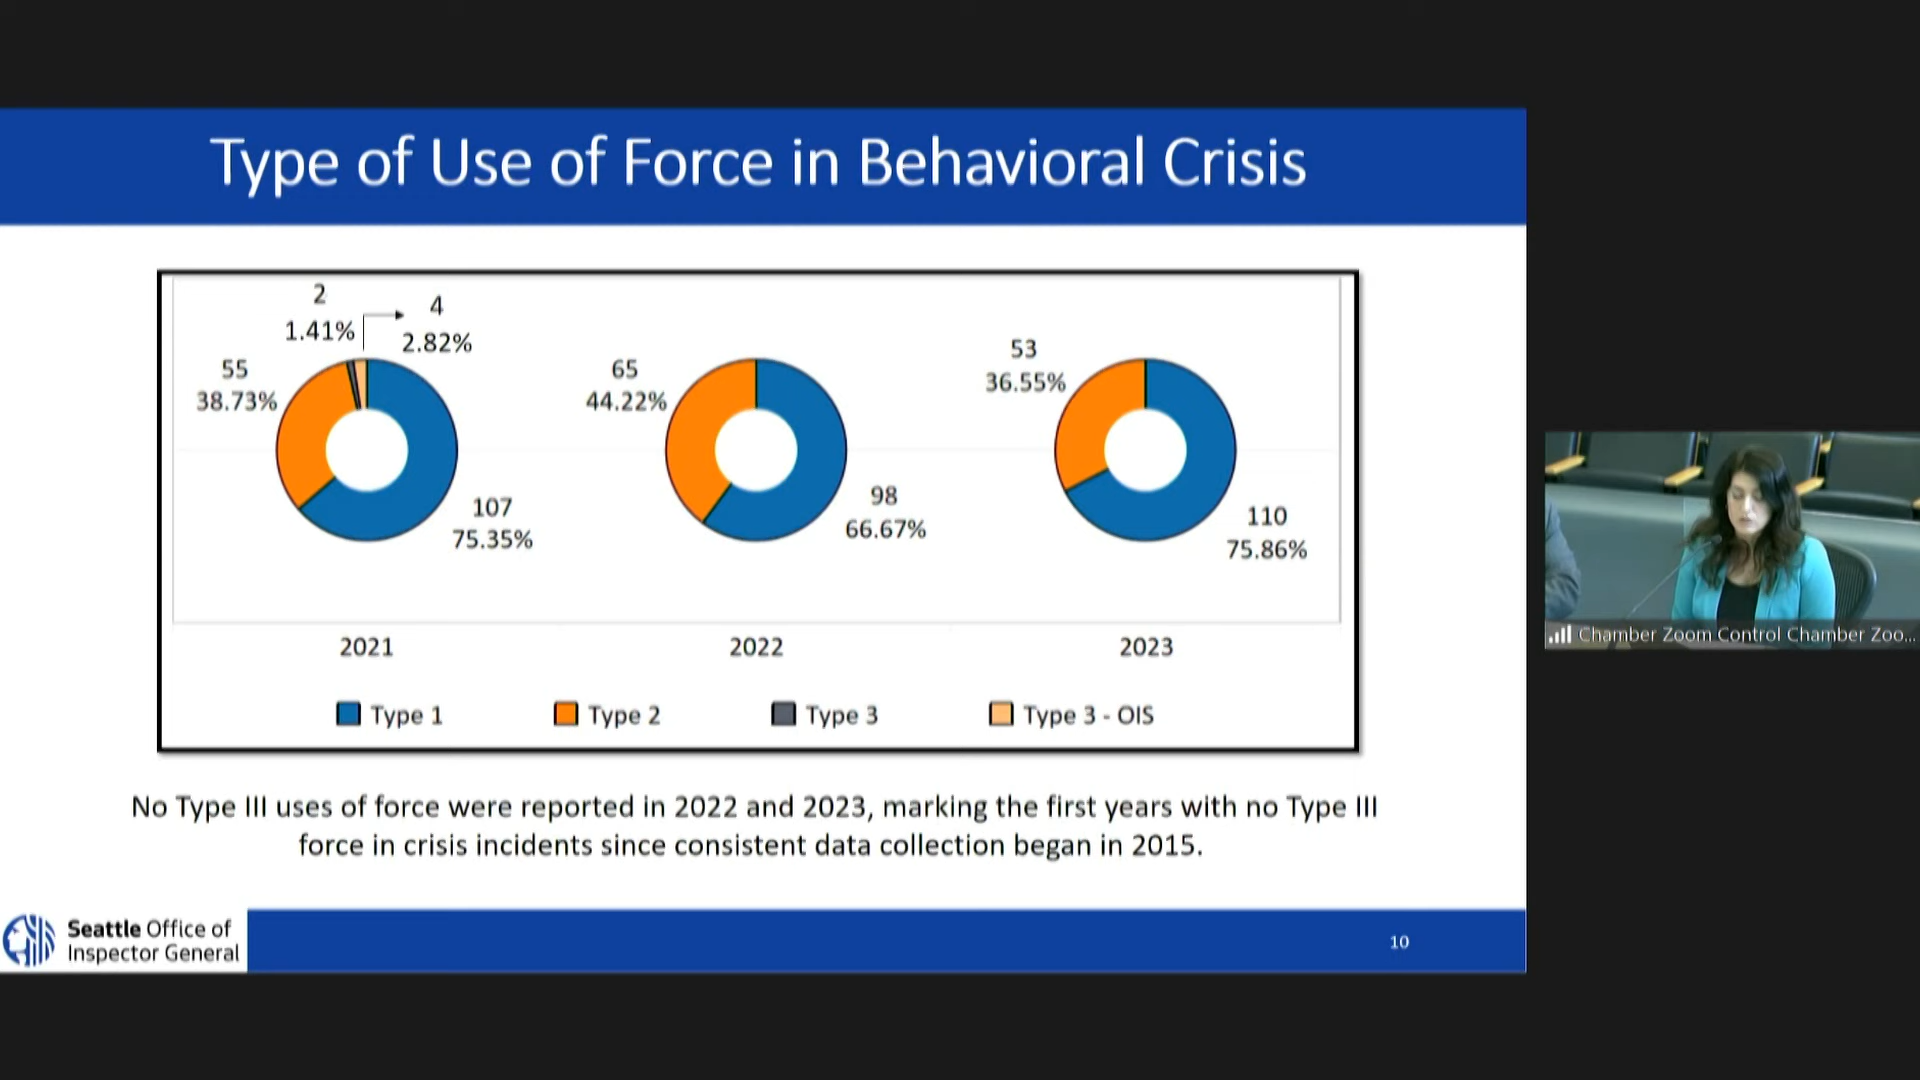 Type of Use of Force in Behavioral Crisis
2
1.41%
4
2.82%
55
38.73%
107
75.35%
65
44.22%
98
66.67%
53
36.55%
110
75.86%
2021
2022
2023
Type 1
Type 2
Type 3
Type 3 - OIS
No Type III uses of force were reported in 2022 and 2023, marking the first years with no Type III
force in crisis incidents since consistent data collection began in 2015.
Seattle Office of
Inspector General
10
Chamber Zoom Control Chamber Zoo...